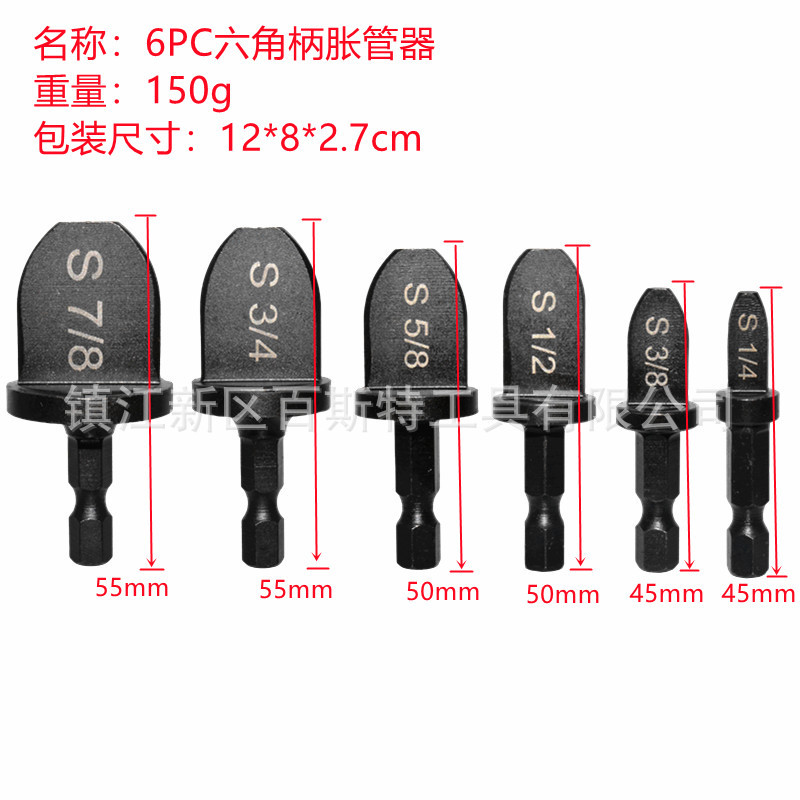 名称：6PC六角柄胀管器
重量：150g
包装尺寸：12*8*2.7cm
S 7/8
S 3/4
S 5/8
S 1/2
S 3/8
S 1/4
镇江新区百斯特工具有限公司
55mm
55mm
50mm
50mm
45mm
45mm